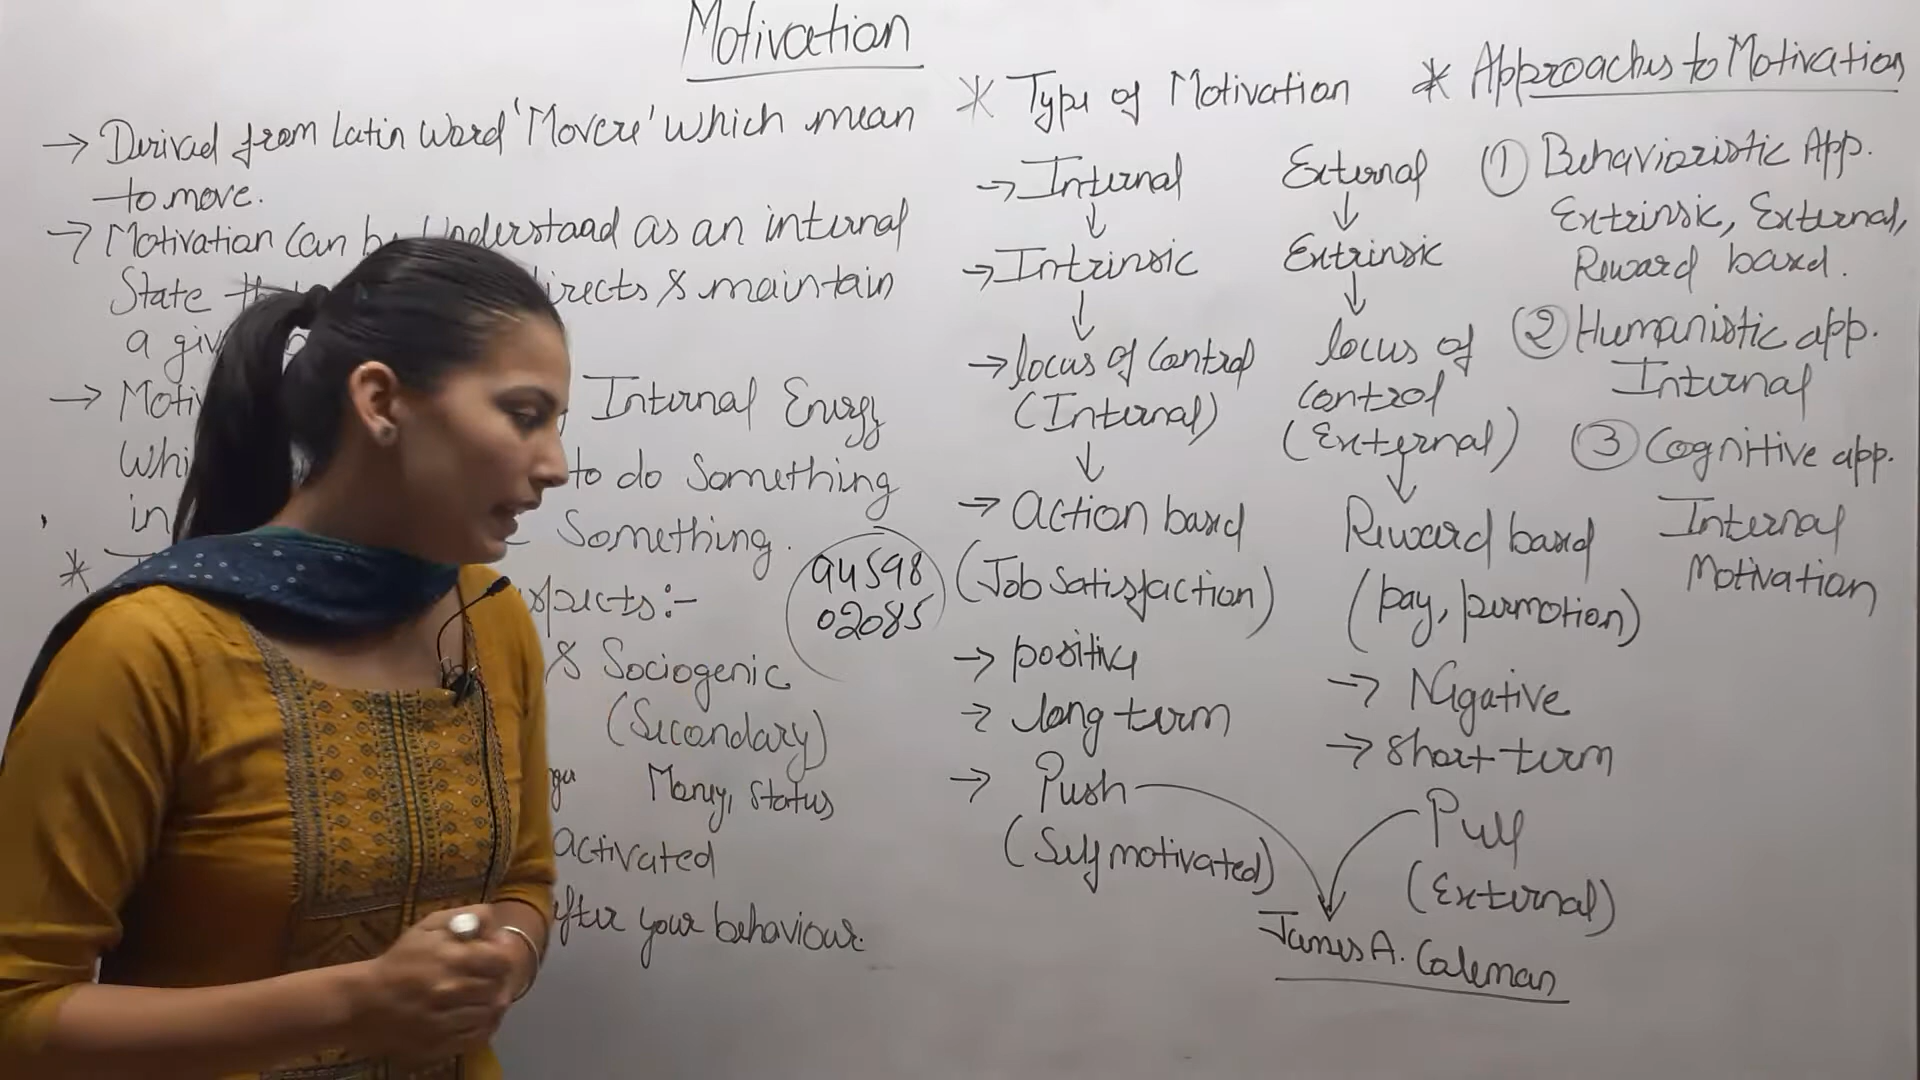 Motivation
→ Derived from Latin Word 'Movere' which mean
to move.
→ Motivation can be Understood as an internal
State directs & maintain
a giv
→ Moti Internal Energy
Whi to do Something
in Something.
*
:-
& Sociogenic
(Secondary)
Money, Status
activated
your behaviour.
94598
02085
* Type of Motivation
→ Internal External
↓ ↓
→ Intrinsic Extrinsic
↓ ↓
→ locus of Control locus of
(Internal) control
(External)
↓ ↓
→ Action based Reward based
(Job Satisfaction) (pay, permotion)
→ positive → Negative
→ long term → short term
→ Push Pull
(Self motivated) (External)
James A. Coleman
* Approaches to Motivation
① Behavioristic App.
Extrinsic, External,
Reward based.
② Humanistic app.
Internal
③ Cognitive app.
Internal
Motivation